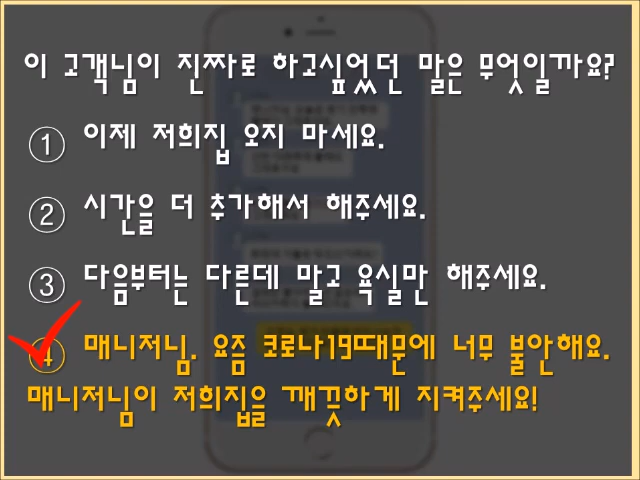 이 고객님이 진짜로 하고싶었던 말은 무엇일까요?
① 이제 저희집 오지 마세요.
② 시간을 더 추가해서 해주세요.
③ 다음부터는 다른데 말고 욕실만 해주세요.
④ 매니저님. 요즘 코로나19때문에 너무 불안해요.
매니저님이 저희집을 깨끗하게 지켜주세요!